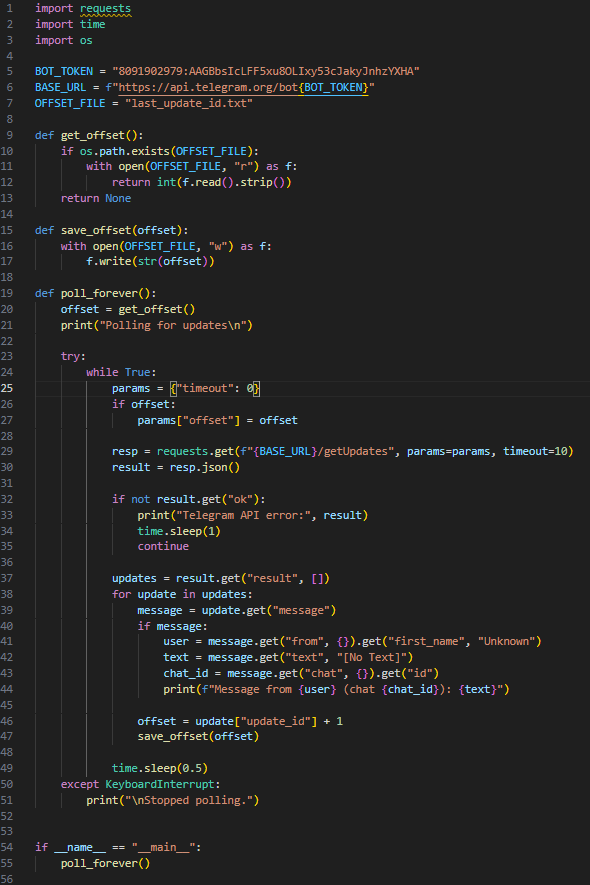 1 import requests
2 import time
3 import os
4
5 BOT_TOKEN = "8091902979:AAGBbsIcLFF5xu8OLIxy53cJakyJnhzYXHA"
6 BASE_URL = f"https://api.telegram.org/bot{BOT_TOKEN}"
7 OFFSET_FILE = "last_update_id.txt"
8
9 def get_offset():
10     if os.path.exists(OFFSET_FILE):
11         with open(OFFSET_FILE, "r") as f:
12             return int(f.read().strip())
13     return None
14
15 def save_offset(offset):
16     with open(OFFSET_FILE, "w") as f:
17         f.write(str(offset))
18
19 def poll_forever():
20     offset = get_offset()
21     print("Polling for updates\n")
22
23     try:
24         while True:
25             params = {"timeout": 0}
26             if offset:
27                 params["offset"] = offset
28
29             resp = requests.get(f"{BASE_URL}/getUpdates", params=params, timeout=10)
30             result = resp.json()
31
32             if not result.get("ok"):
33                 print("Telegram API error:", result)
34                 time.sleep(1)
35                 continue
36
37             updates = result.get("result", [])
38             for update in updates:
39                 message = update.get("message")
40                 if message:
41                     user = message.get("from", {}).get("first_name", "Unknown")
42                     text = message.get("text", "[No Text]")
43                     chat_id = message.get("chat", {}).get("id")
44                     print(f"Message from {user} (chat {chat_id}): {text}")
45
46                 offset = update["update_id"] + 1
47                 save_offset(offset)
48
49             time.sleep(0.5)
50     except KeyboardInterrupt:
51         print("\nStopped polling.")
52
53
54 if __name__ == "__main__":
55     poll_forever()
56